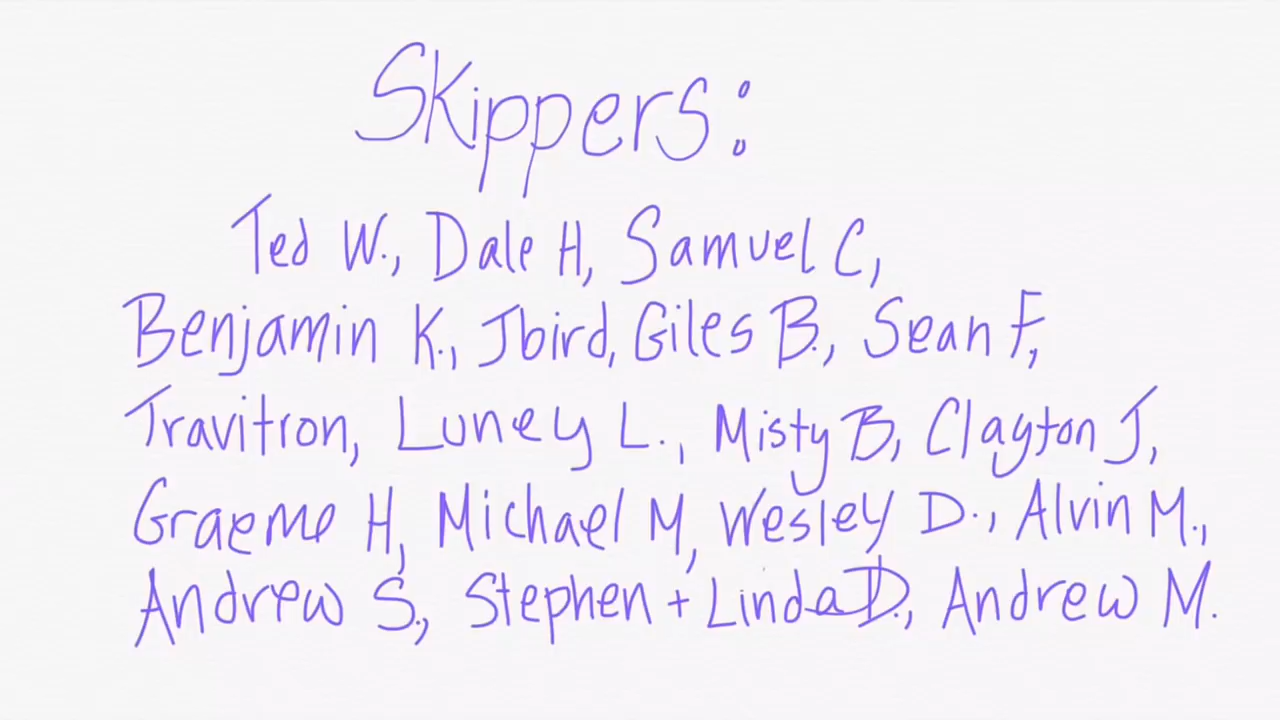 Skippers:
Ted W., Dale H, Samuel C,
Benjamin K., Jbird, Giles B., Sean F,
Travitron, Luney L., Misty B, Clayton J,
Graeme H, Michael M, Wesley D., Alvin M.,
Andrew S., Stephen + Linda D., Andrew M.